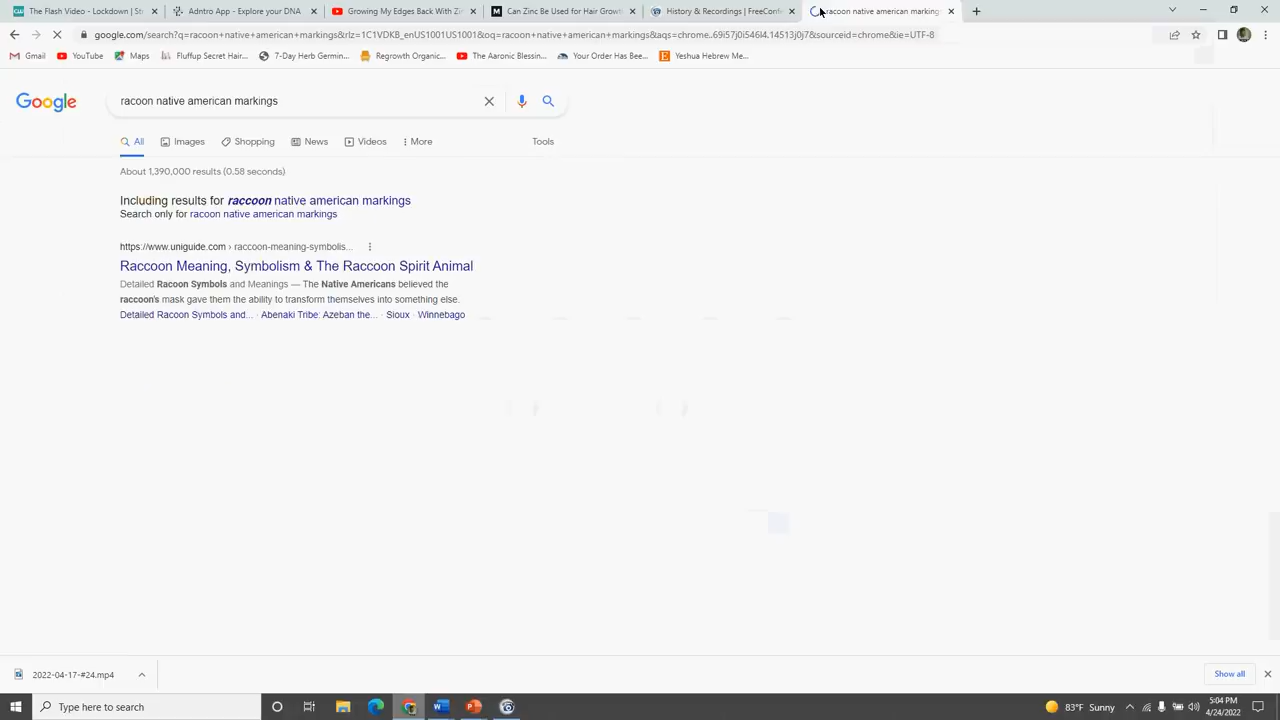 The Flash Video - Lockdown | Str
Adntro App - Explore your DNA
Growing My Edges Back With Zi
Can Zinc Be Used for Hair Growt
History & Recordings | FreeConfe
racoon native american marking
google.com/search?q=racoon+native+american+markings&rlz=1C1VDKB_enUS1001US1001&oq=racoon+native+american+markings&aqs=chrome..69i57j0i546l4.14513j0j7&sourceid=chrome&ie=UTF-8
Gmail
YouTube
Maps
Fluffup Secret Hair...
7-Day Herb Germin...
Regrowth Organic...
The Aaronic Blessin...
Your Order Has Bee...
Yeshua Hebrew Me...
Google
racoon native american markings
All
Images
Shopping
News
Videos
More
Tools
About 1,390,000 results (0.58 seconds)
Including results for raccoon native american markings
Search only for racoon native american markings
https://www.uniguide.com › raccoon-meaning-symbolis...
Raccoon Meaning, Symbolism & The Raccoon Spirit Animal
Detailed Racoon Symbols and Meanings — The Native Americans believed the
raccoon's mask gave them the ability to transform themselves into something else.
Detailed Racoon Symbols and... · Abenaki Tribe: Azeban the... · Sioux · Winnebago
2022-04-17-#24.mp4
Show all
Type here to search
83°F Sunny
5:04 PM
4/24/2022